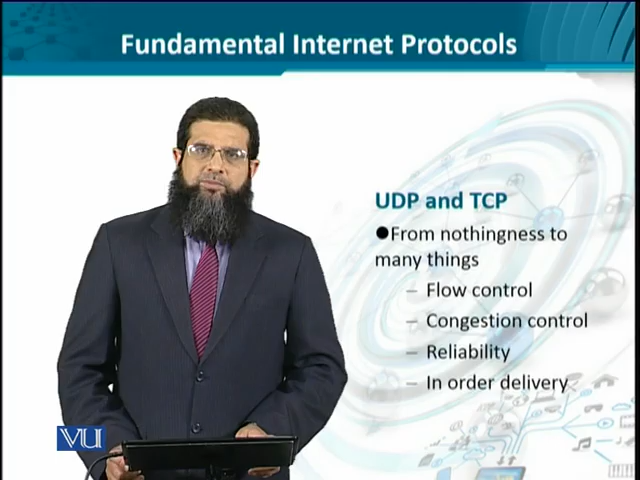 Fundamental Internet Protocols
UDP and TCP
●From nothingness to
many things
– Flow control
– Congestion control
– Reliability
– In order delivery
VU